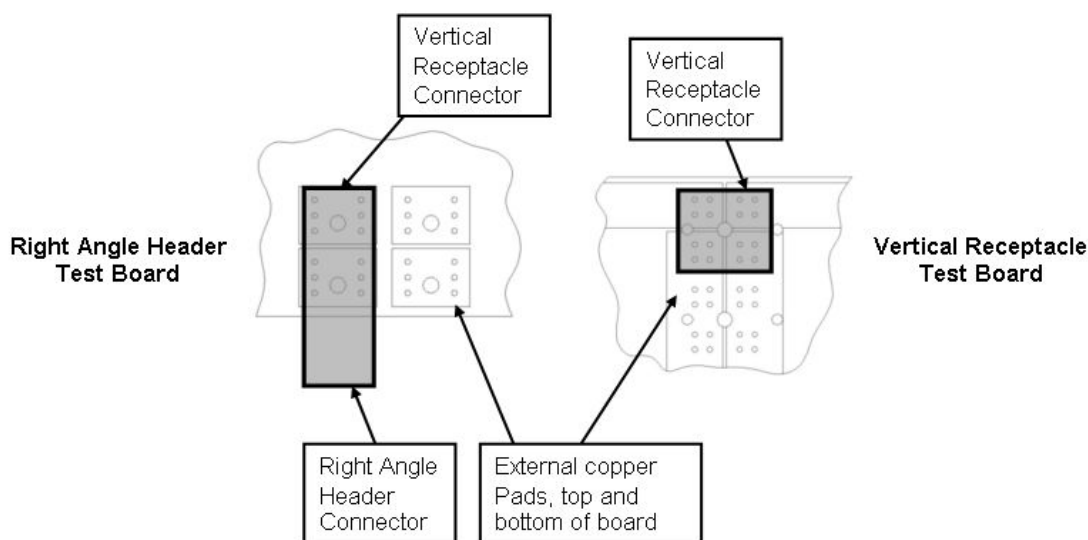 Vertical
Receptacle
Connector
Vertical
Receptacle
Connector
Right Angle Header
Test Board
Vertical Receptacle
Test Board
Right Angle
Header
Connector
External copper
Pads, top and
bottom of board